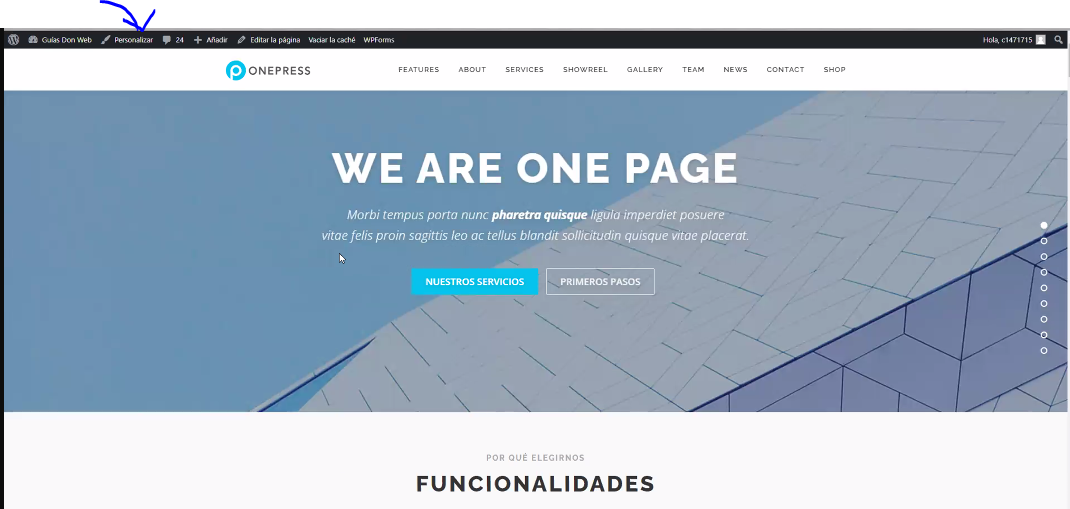 Guías Don Web Personalizar 24 Añadir Editar la página Vaciar la caché WPForms Hola, c1471715
ONEPRESS FEATURES ABOUT SERVICES SHOWREEL GALLERY TEAM NEWS CONTACT SHOP
WE ARE ONE PAGE
Morbi tempus porta nunc pharetra quisque ligula imperdiet posuere
vitae felis proin sagittis leo ac tellus blandit sollicitudin quisque vitae placerat.
NUESTROS SERVICIOS PRIMEROS PASOS
POR QUÉ ELEGIRNOS
FUNCIONALIDADES